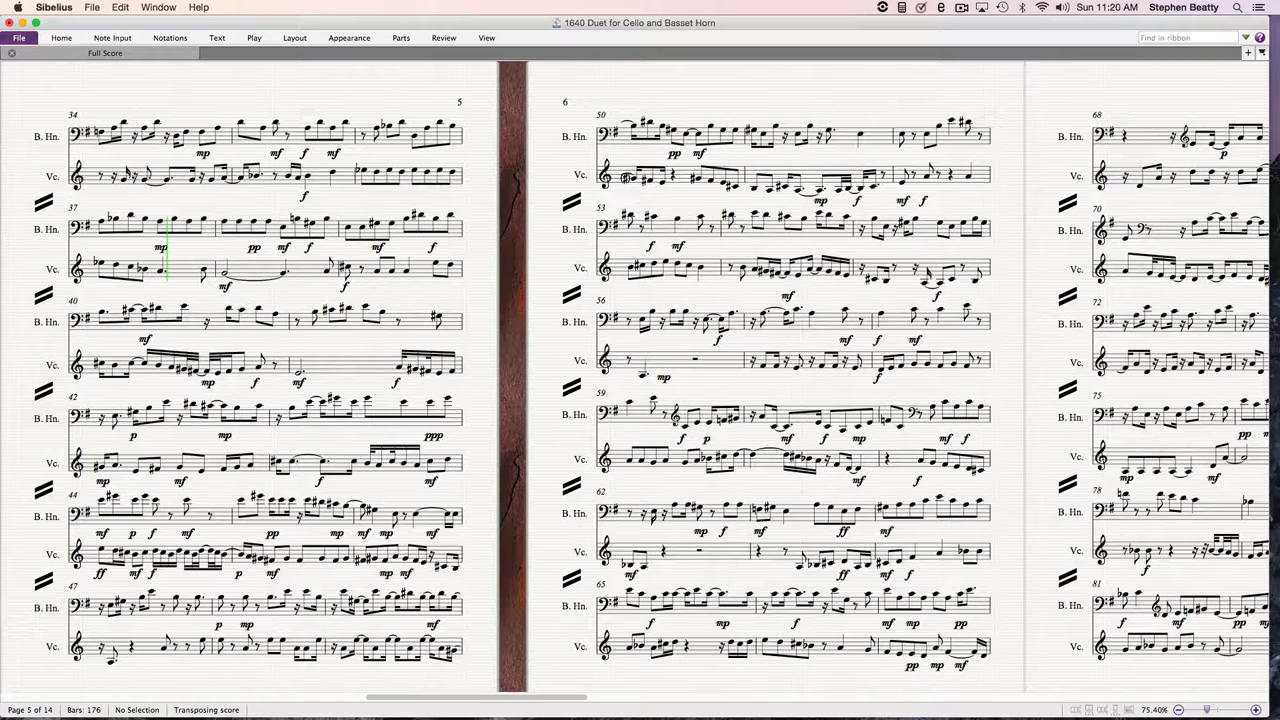 Sibelius File Edit Window Help Sun 11:20 AM Stephen Beatty
1640 Duet for Cello and Basset Horn
File Home Note Input Notations Text Play Layout Appearance Parts Review View Find in ribbon
Full Score
5
34
B. Hn.
mp mf f mf
Vc.
f
37
B. Hn.
mp pp mf f mf f
Vc.
mf f
40
B. Hn.
mf
Vc.
mp f mf f
42
B. Hn.
p mp ppp
Vc.
mp mf f
44
B. Hn.
mf p f pp mf mp
Vc.
ff mf f p mf mp mf
47
B. Hn.
p mp mf
Vc.
6
50
B. Hn.
pp mf
Vc.
mp f mf f
53
B. Hn.
f mf
Vc.
mf f
56
B. Hn.
f mf
Vc.
mp f
59
B. Hn.
f p mf f mp mf f
Vc.
mf f
62
B. Hn.
mp mf ff mf
Vc.
mf ff mf
65
B. Hn.
f mp f mf mp
Vc.
pp mp mf
68
B. Hn.
p
Vc.
70
B. Hn.
Vc.
72
B. Hn.
Vc.
75
B. Hn.
pp
Vc.
mp mf
78
B. Hn.
Vc.
f
81
B. Hn.
mf pp
Vc.
Page 5 of 14 Bars: 176 No Selection Transposing score 75.40%